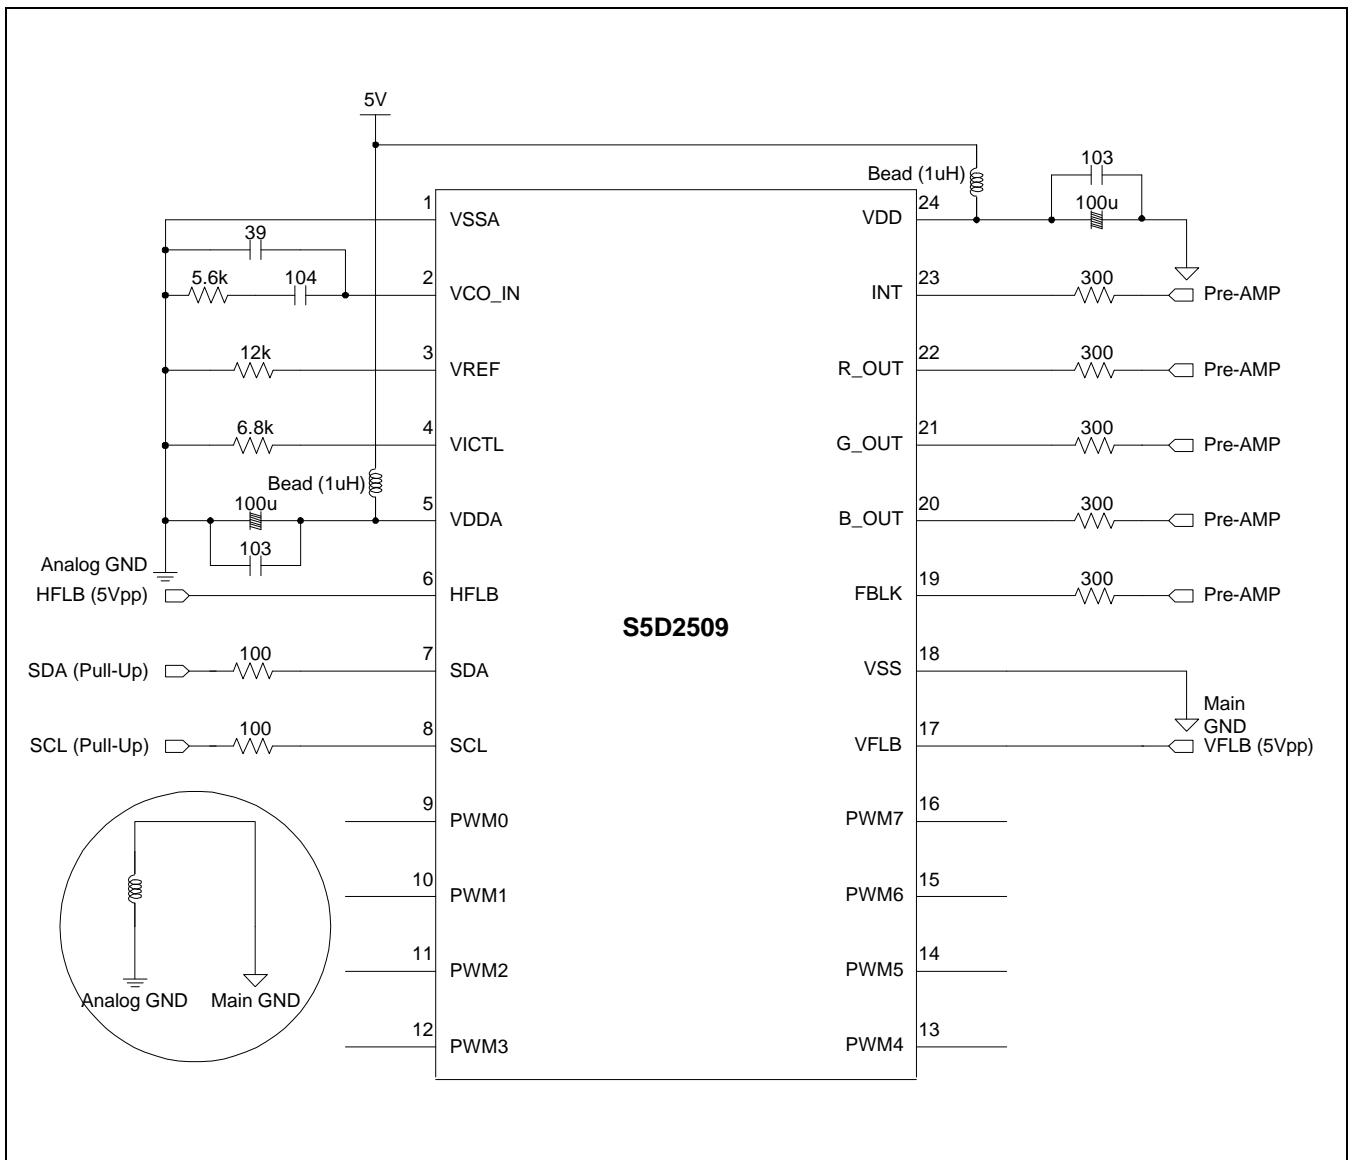 5V
Bead (1uH)
103
100u
1
VSSA
VDD
24
39
5.6k
104
2
VCO_IN
INT
23
300
Pre-AMP
12k
3
VREF
R_OUT
22
300
Pre-AMP
6.8k
4
VICTL
G_OUT
21
300
Pre-AMP
Bead (1uH)
100u
103
5
VDDA
B_OUT
20
300
Pre-AMP
Analog GND
HFLB (5Vpp)
6
HFLB
FBLK
19
300
Pre-AMP
S5D2509
SDA (Pull-Up)
100
7
SDA
VSS
18
Main
GND
SCL (Pull-Up)
100
8
SCL
VFLB
17
VFLB (5Vpp)
9
PWM0
PWM7
16
10
PWM1
PWM6
15
11
PWM2
PWM5
14
Analog GND
Main GND
12
PWM3
PWM4
13